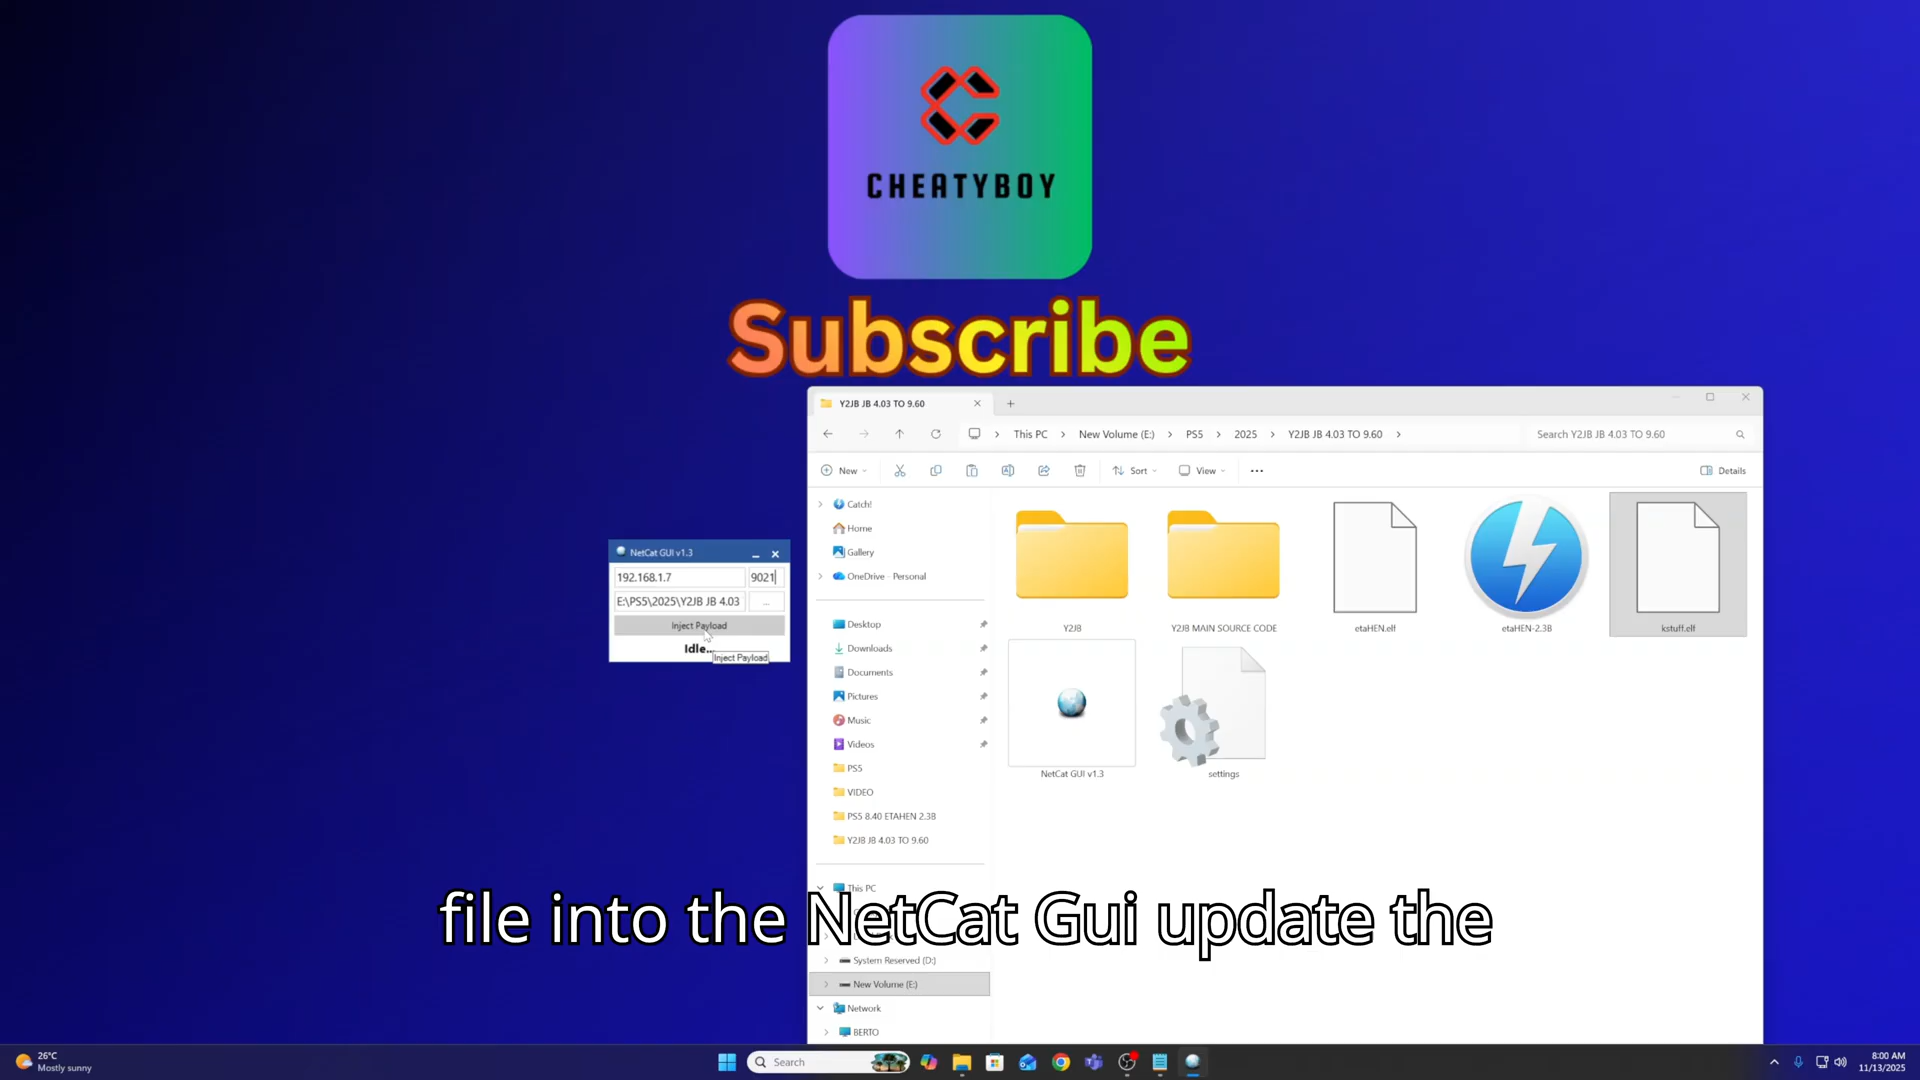 CHEATYBOY
Subscribe
Y2JB JB 4.03 TO 9.60
This PC
New Volume (E:)
PS5
2025
Y2JB JB 4.03 TO 9.60
Search Y2JB JB 4.03 TO 9.60
New
Sort
View
Details
Catch!
Home
Gallery
OneDrive - Personal
Desktop
Downloads
Documents
Pictures
Music
Videos
PS5
VIDEO
PS5 8.40 ETAHEN 2.3B
Y2JB JB 4.03 TO 9.60
This PC
System Reserved (D:)
New Volume (E:)
Network
BERTO
Y2JB
Y2JB MAIN SOURCE CODE
etaHEN.elf
etaHEN-2.3B
kstuff.elf
NetCat GUI v1.3
settings
NetCat GUI v1.3
192.168.1.7
9021
E:\PS5\2025\Y2JB JB 4.03
...
Inject Payload
Idle...
Inject Payload
file into the NetCat Gui update the
26°C
Mostly sunny
Search
8:00 AM
11/13/2025